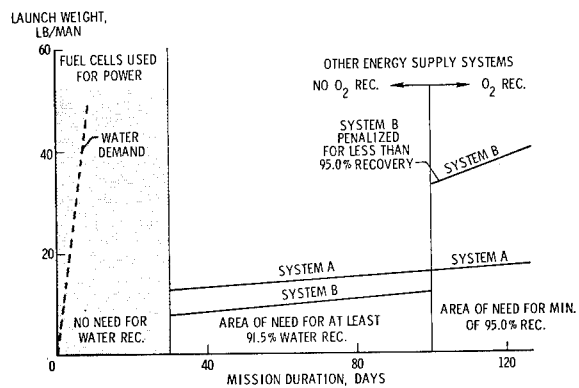 LAUNCH WEIGHT,
LB/MAN
60
FUEL CELLS USED
FOR POWER
WATER
DEMAND
40
20
0
NO NEED FOR
WATER REC.
OTHER ENERGY SUPPLY SYSTEMS
NO O2 REC.
O2 REC.
SYSTEM B
PENALIZED
FOR LESS THAN
95.0% RECOVERY
SYSTEM B
SYSTEM A
SYSTEM A
SYSTEM B
AREA OF NEED FOR AT LEAST
91.5% WATER REC.
AREA OF NEED FOR MIN.
OF 95.0% REC.
40
80
120
MISSION DURATION, DAYS